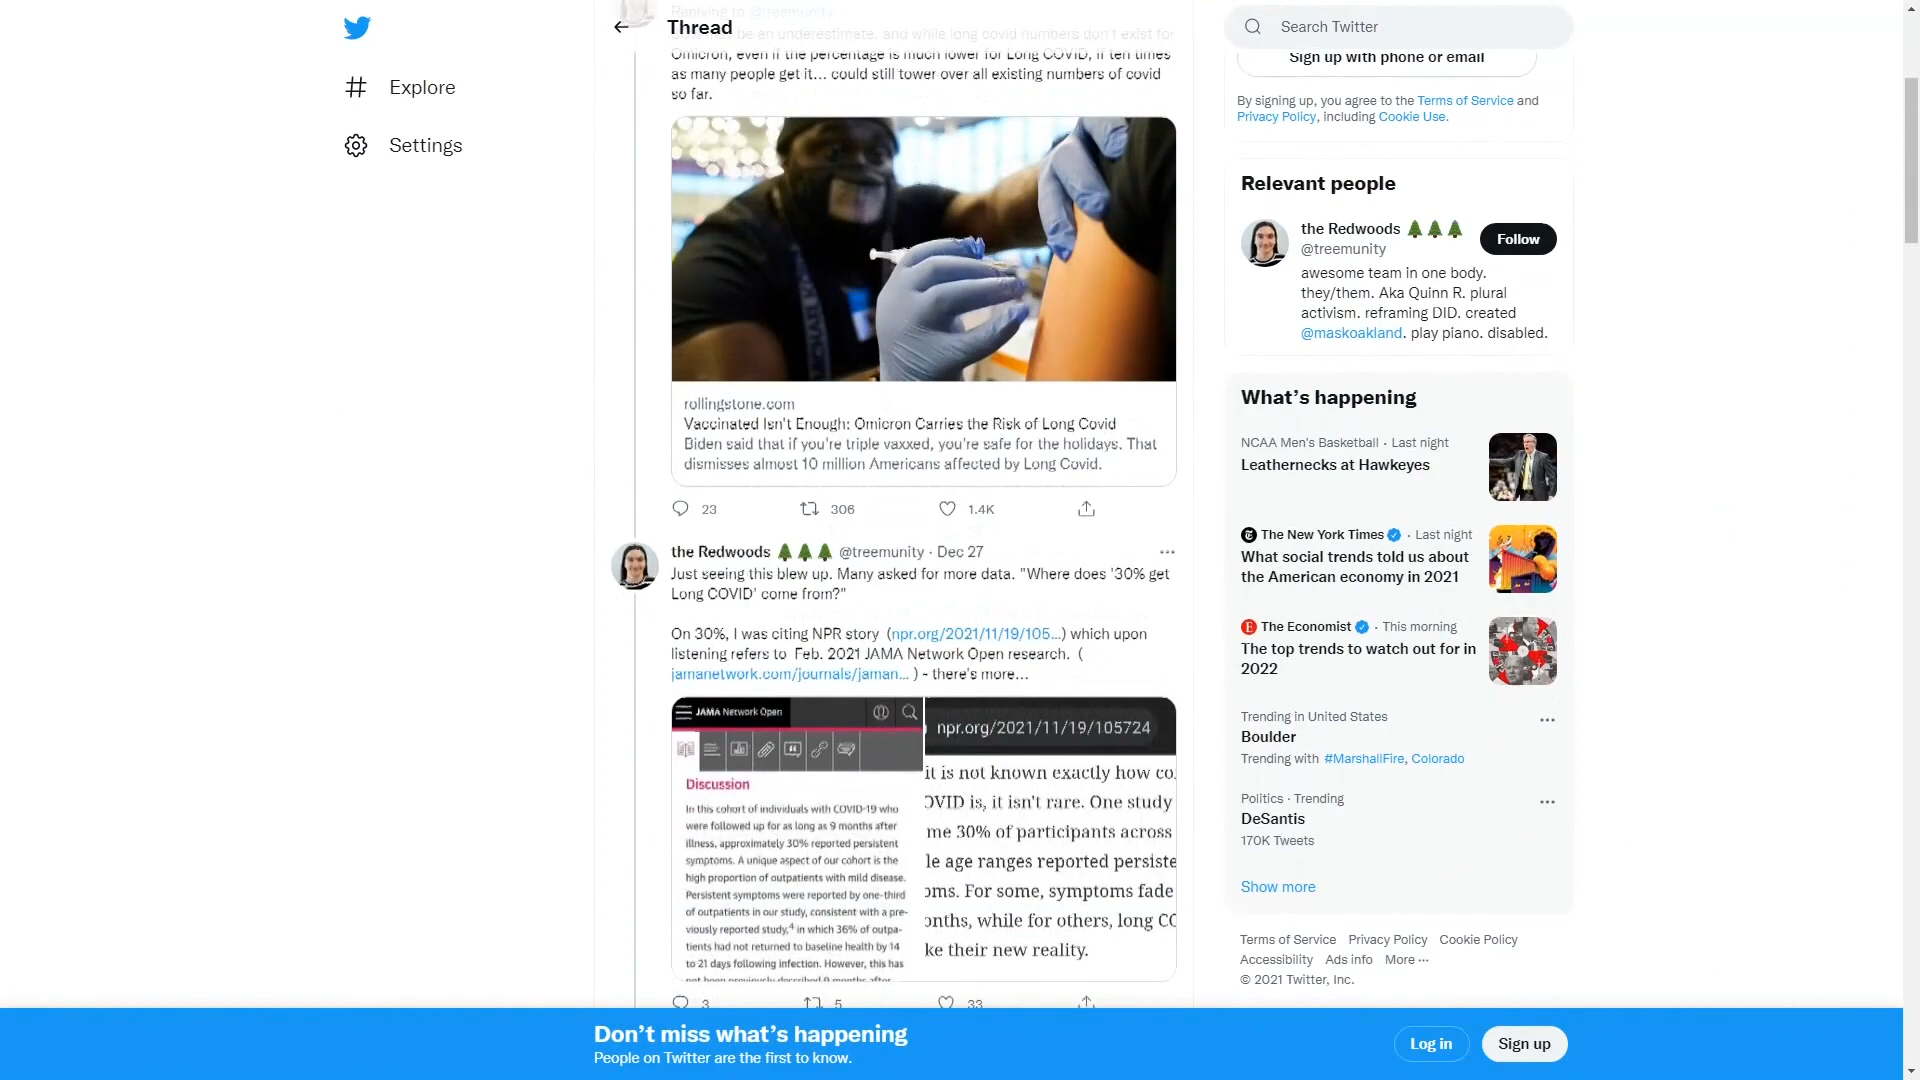 Explore
Settings
Thread
Replying to @treemunity
be an underestimate. and while long covid numbers don't exist for
Omicron, even if the percentage is much lower for Long COVID, if ten times
as many people get it... could still tower over all existing numbers of covid
so far.
rollingstone.com
Vaccinated Isn't Enough: Omicron Carries the Risk of Long Covid
Biden said that if you're triple vaxxed, you're safe for the holidays. That
dismisses almost 10 million Americans affected by Long Covid.
23 306 1.4K
the Redwoods 🌲🌲🌲 @treemunity · Dec 27
Just seeing this blew up. Many asked for more data. "Where does '30% get
Long COVID' come from?"
On 30%, I was citing NPR story (npr.org/2021/11/19/105…) which upon
listening refers to Feb. 2021 JAMA Network Open research. (
jamanetwork.com/journals/jaman… ) - there's more...
JAMA Network Open
Discussion
In this cohort of individuals with COVID-19 who
were followed up for as long as 9 months after
illness, approximately 30% reported persistent
symptoms. A unique aspect of our cohort is the
high proportion of outpatients with mild disease.
Persistent symptoms were reported by one-third
of outpatients in our study, consistent with a pre-
viously reported study,4 in which 36% of outpa-
tients had not returned to baseline health by 14
to 21 days following infection. However, this has
not been previously described 9 months after
npr.org/2021/11/19/105724
it is not known exactly how co
OVID is, it isn't rare. One study
me 30% of participants across
le age ranges reported persiste
oms. For some, symptoms fade
onths, while for others, long CO
ke their new reality.
3 5 33
Search Twitter
Sign up with phone or email
By signing up, you agree to the Terms of Service and
Privacy Policy, including Cookie Use.
Relevant people
the Redwoods 🌲🌲🌲
@treemunity
Follow
awesome team in one body.
they/them. Aka Quinn R. plural
activism. reframing DID. created
@maskoakland. play piano. disabled.
What's happening
NCAA Men's Basketball · Last night
Leathernecks at Hawkeyes
The New York Times · Last night
What social trends told us about
the American economy in 2021
The Economist · This morning
The top trends to watch out for in
2022
Trending in United States
Boulder
Trending with #MarshallFire, Colorado
Politics · Trending
DeSantis
170K Tweets
Show more
Terms of Service Privacy Policy Cookie Policy
Accessibility Ads info More ···
© 2021 Twitter, Inc.
Don't miss what's happening
People on Twitter are the first to know.
Log in
Sign up